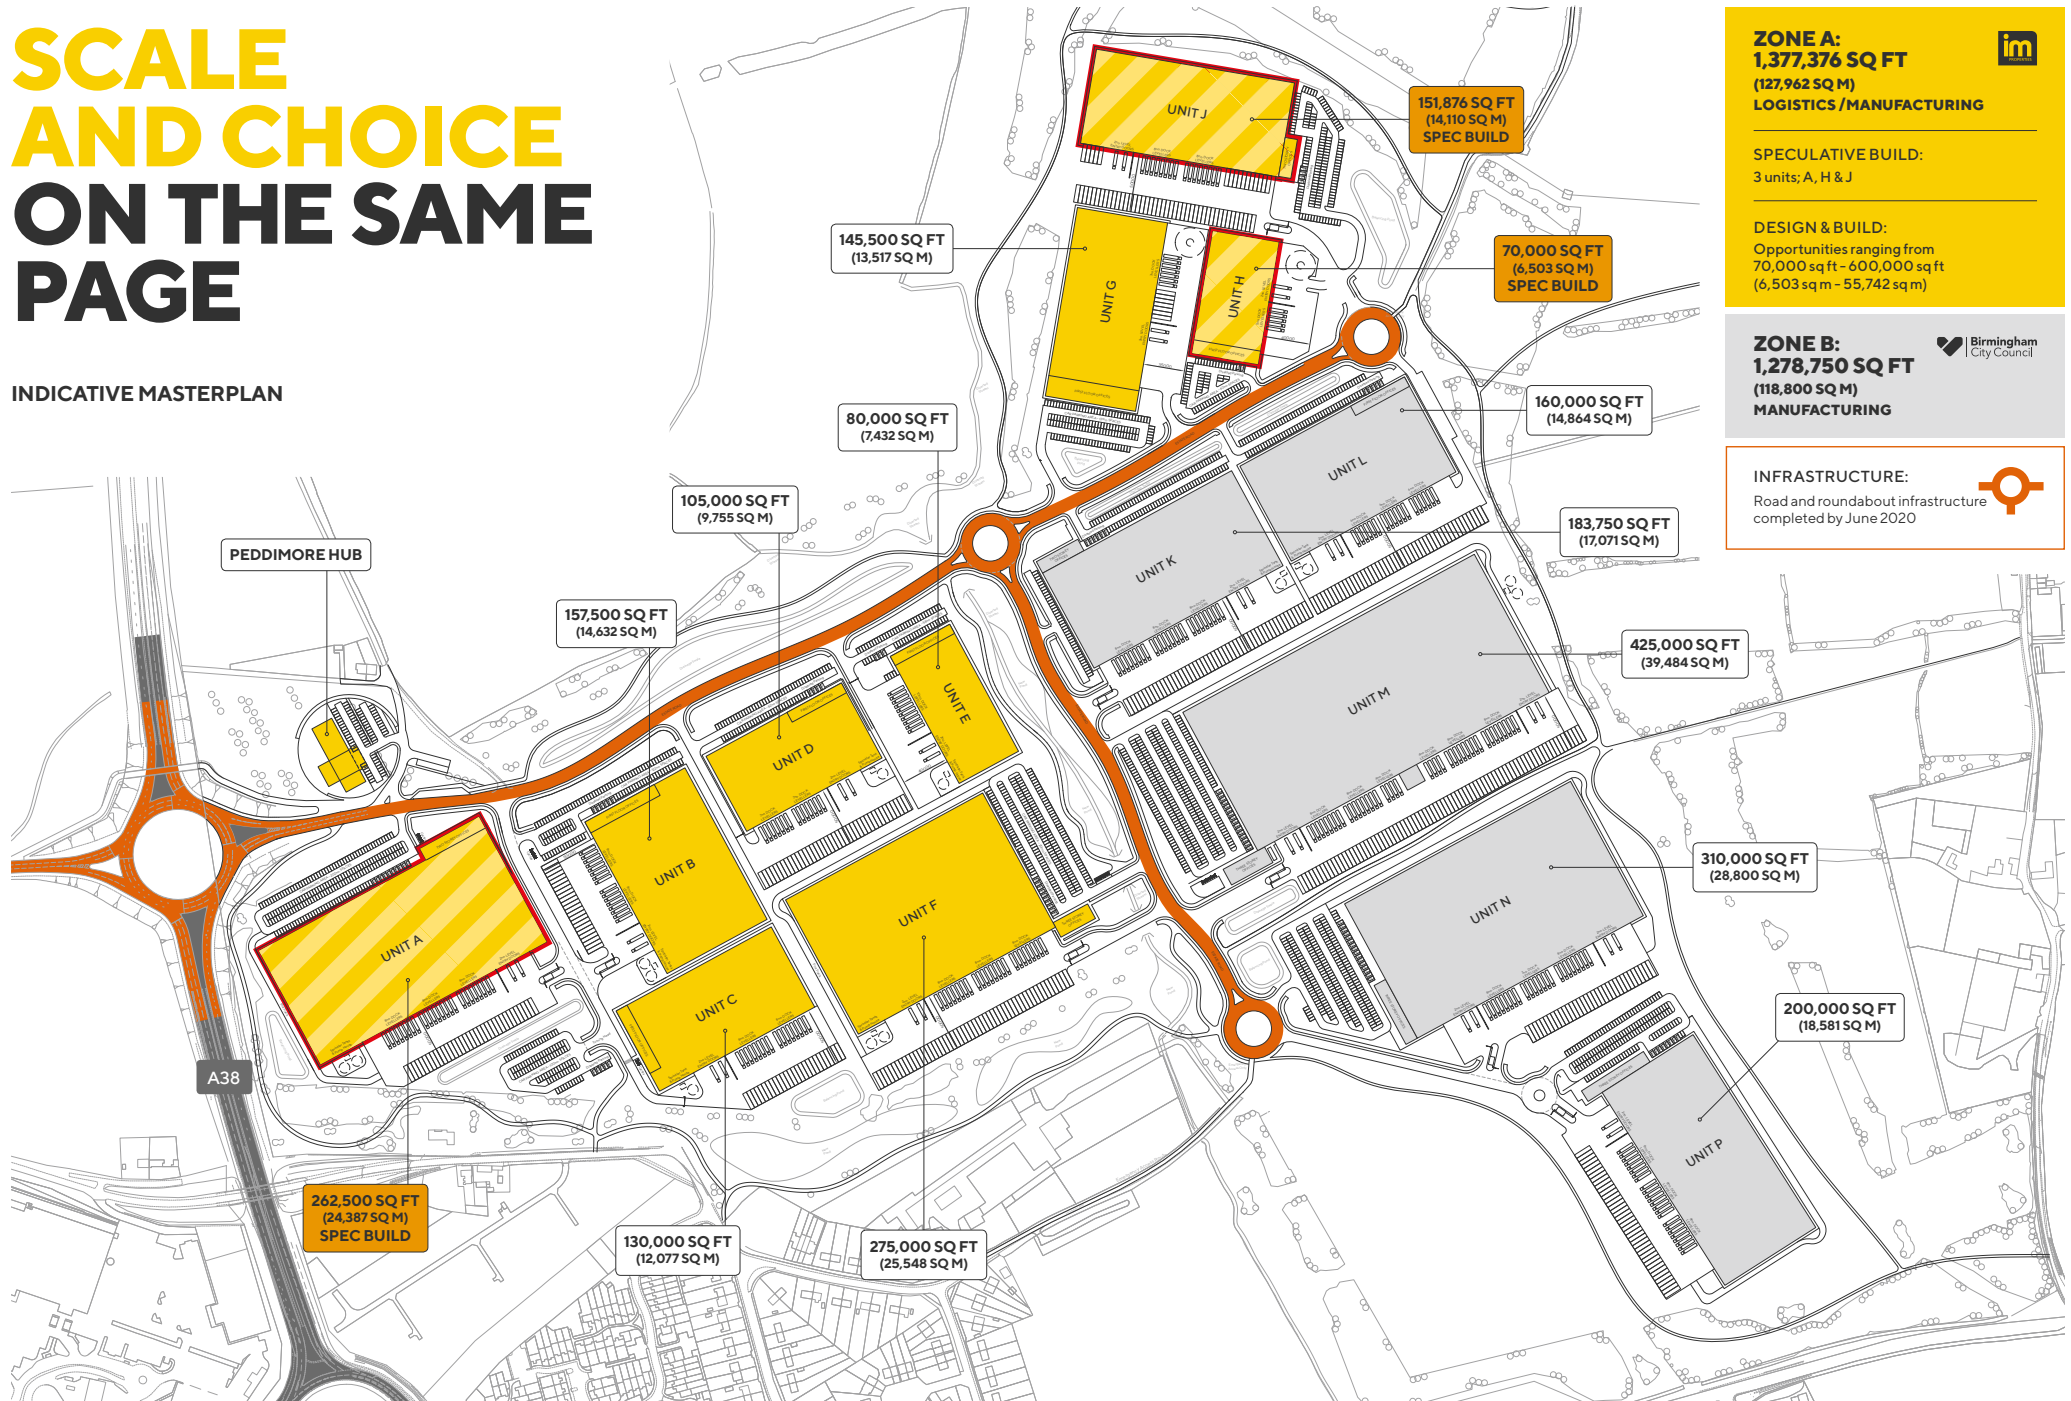 SCALE
AND CHOICE
ON THE SAME
PAGE
INDICATIVE MASTERPLAN
ZONE A:
1,377,376 SQ FT
(127,962 SQ M)
LOGISTICS / MANUFACTURING
im
PROPERTIES
SPECULATIVE BUILD:
3 units; A, H & J
DESIGN & BUILD:
Opportunities ranging from
70,000 sq ft - 600,000 sq ft
(6,503 sq m - 55,742 sq m)
ZONE B:
1,278,750 SQ FT
(118,800 SQ M)
MANUFACTURING
Birmingham
City Council
INFRASTRUCTURE:
Road and roundabout infrastructure
completed by June 2020
UNIT J
151,876 SQ FT
(14,110 SQ M)
SPEC BUILD
145,500 SQ FT
(13,517 SQ M)
UNIT G
UNIT H
70,000 SQ FT
(6,503 SQ M)
SPEC BUILD
80,000 SQ FT
(7,432 SQ M)
160,000 SQ FT
(14,864 SQ M)
UNIT L
105,000 SQ FT
(9,755 SQ M)
183,750 SQ FT
(17,071 SQ M)
UNIT K
PEDDIMORE HUB
157,500 SQ FT
(14,632 SQ M)
425,000 SQ FT
(39,484 SQ M)
UNIT M
UNIT E
UNIT D
UNIT B
310,000 SQ FT
(28,800 SQ M)
UNIT N
UNIT F
UNIT A
UNIT C
200,000 SQ FT
(18,581 SQ M)
A38
UNIT P
262,500 SQ FT
(24,387 SQ M)
SPEC BUILD
130,000 SQ FT
(12,077 SQ M)
275,000 SQ FT
(25,548 SQ M)